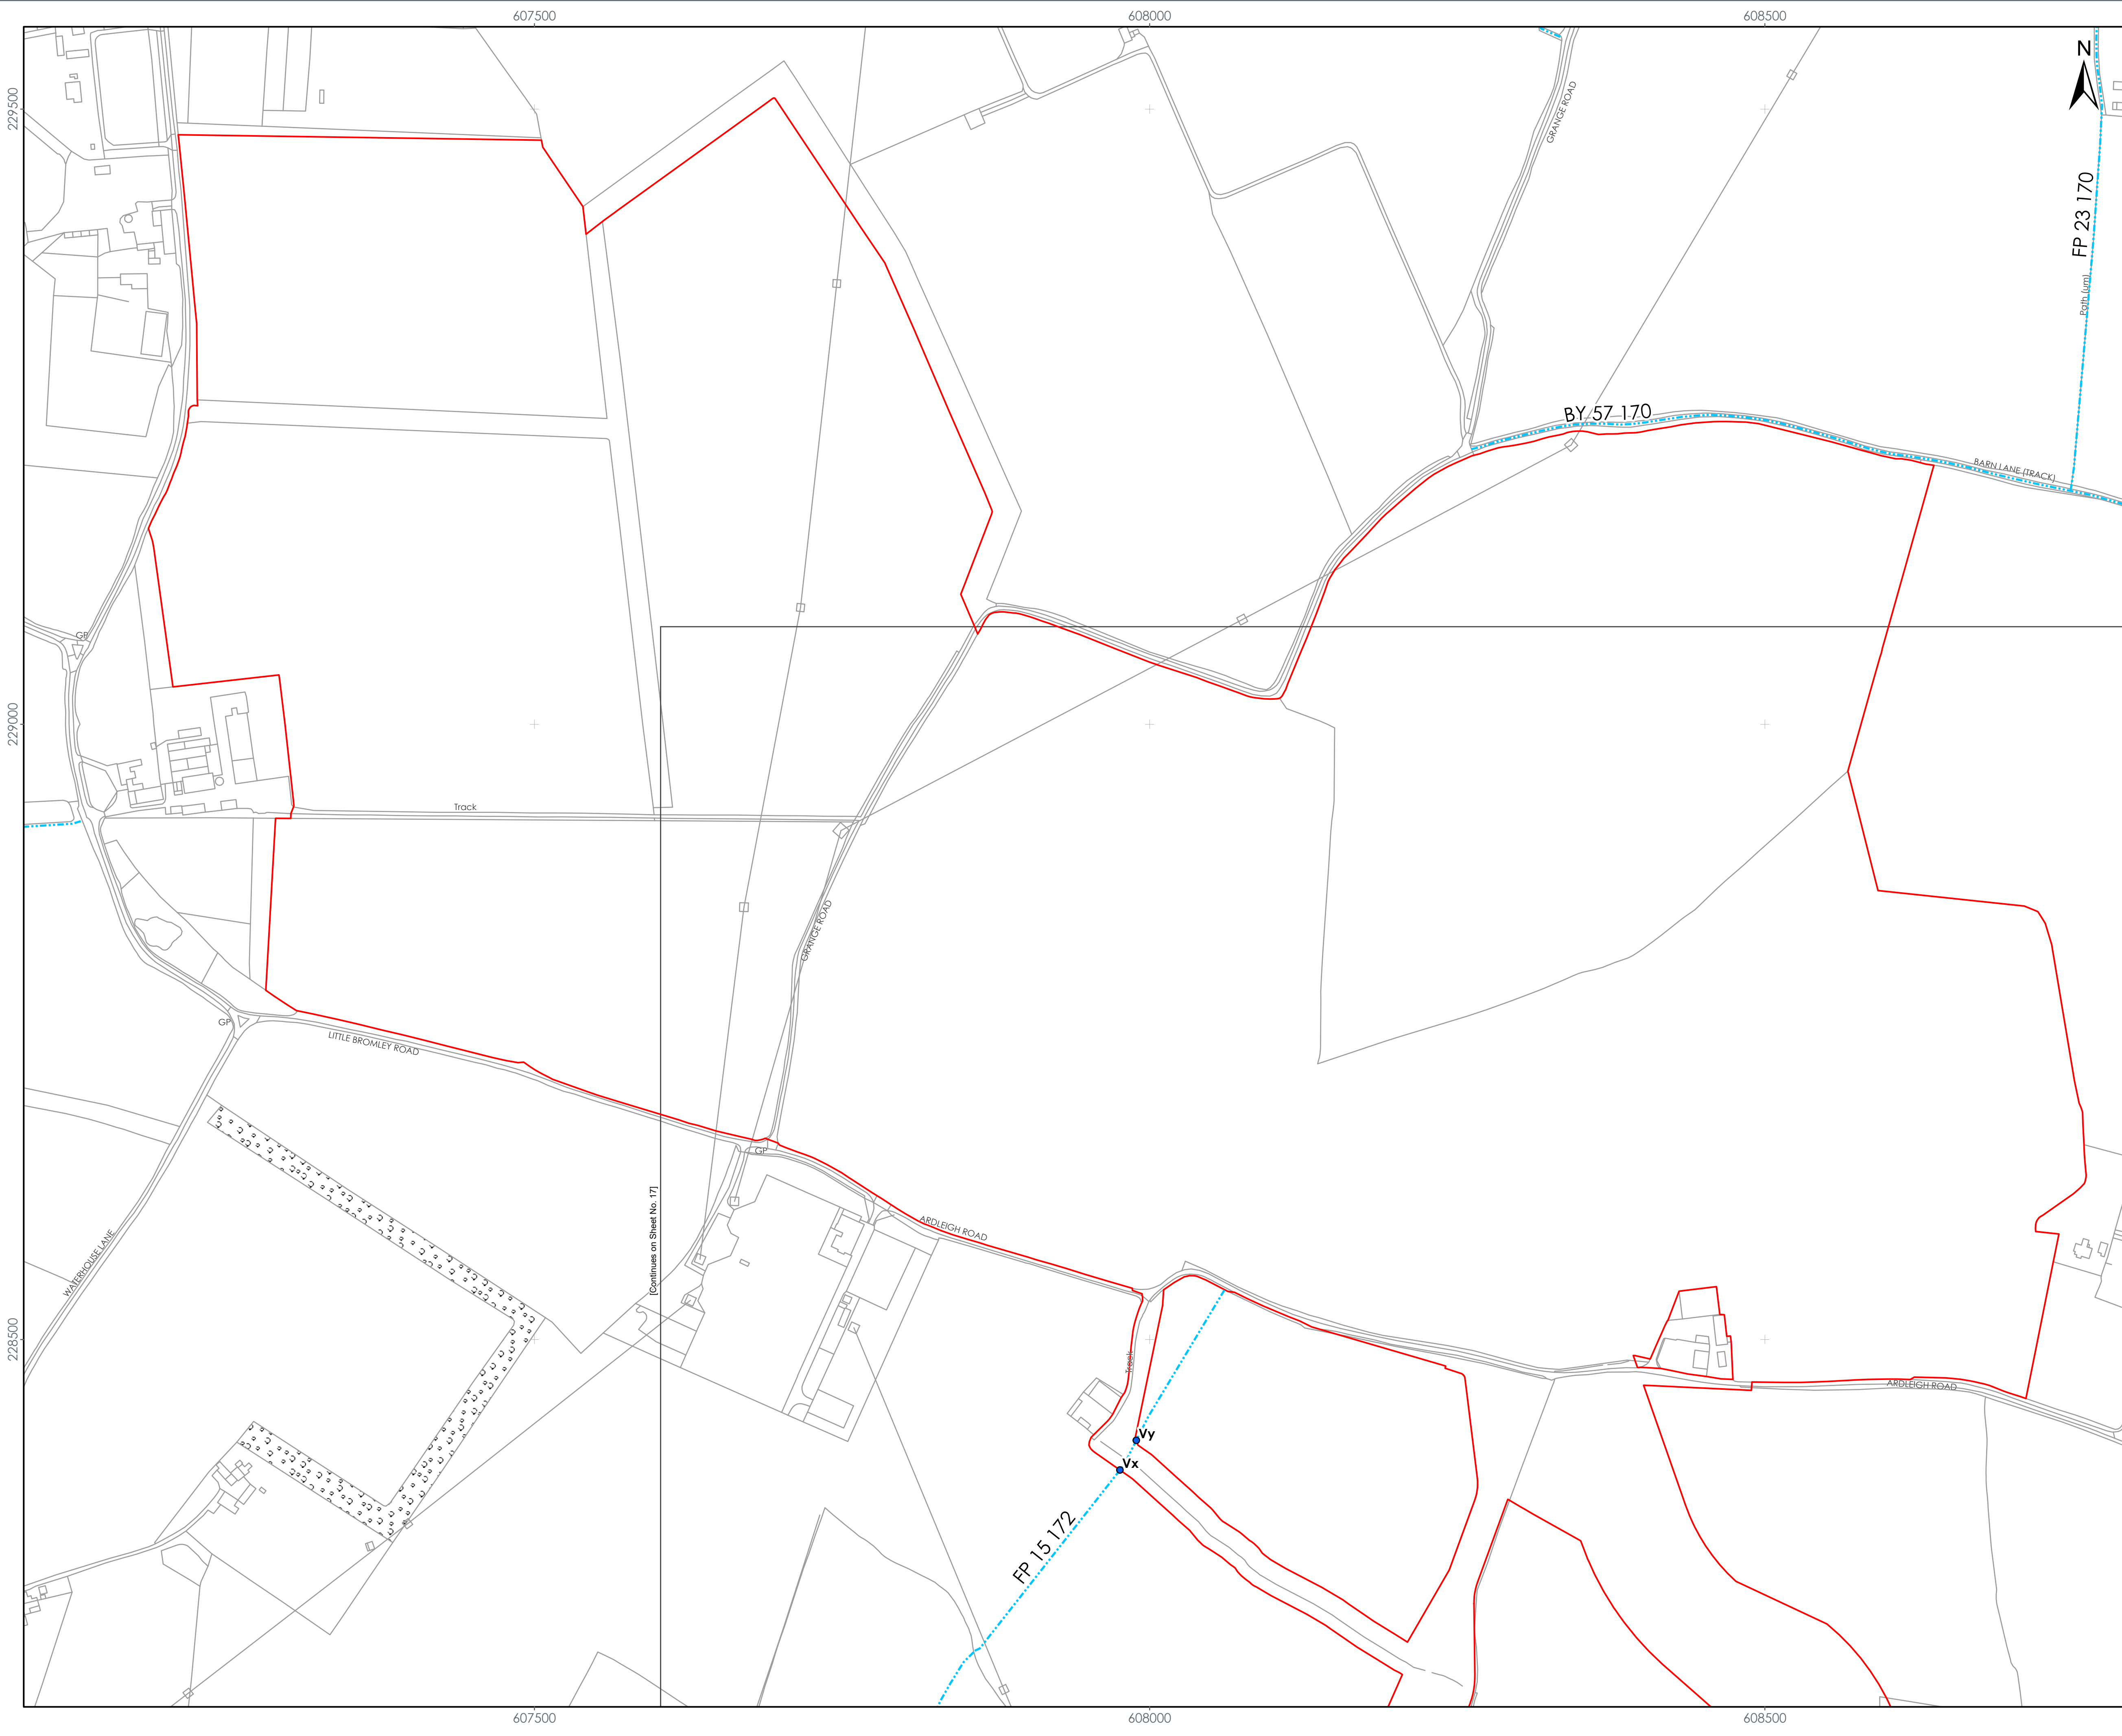 607500
608000
608500
229500
229000
228500
N
GRANGE ROAD
FP 23 170
Path (um)
BY 57 170
BARN LANE (TRACK)
GP
Track
GRANGE ROAD
GP
LITTLE BROMLEY ROAD
GP
WATERHOUSE LANE
[Continues on Sheet No. 17]
ARDLEIGH ROAD
Track
ARDLEIGH ROAD
Vy
Vx
FP 15 172
607500
608000
608500